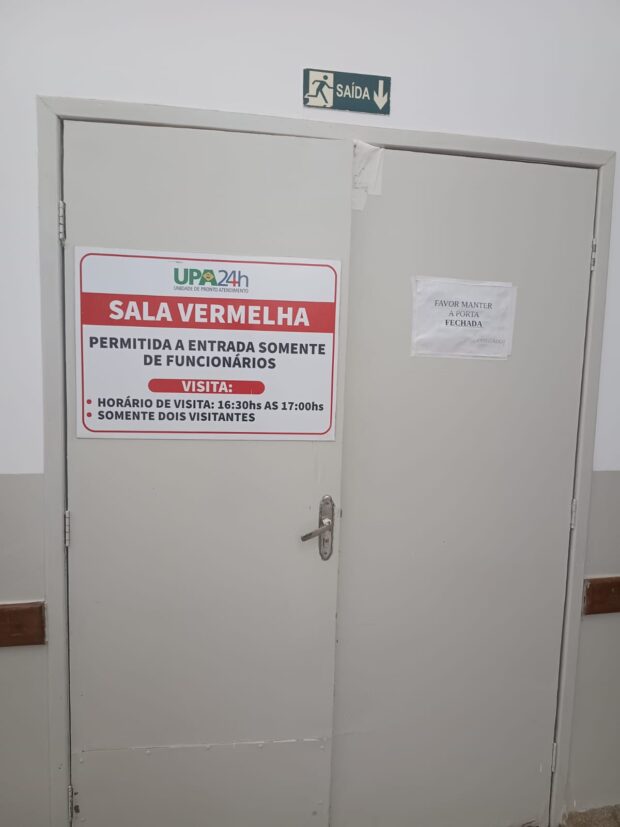 SAÍDA
UPA24h
UNIDADE DE PRONTO ATENDIMENTO
SALA VERMELHA
PERMITIDA A ENTRADA SOMENTE
DE FUNCIONÁRIOS
VISITA:
HORÁRIO DE VISITA: 16:30hs AS 17:00hs
SOMENTE DOIS VISITANTES
FAVOR MANTER
A PORTA
FECHADA